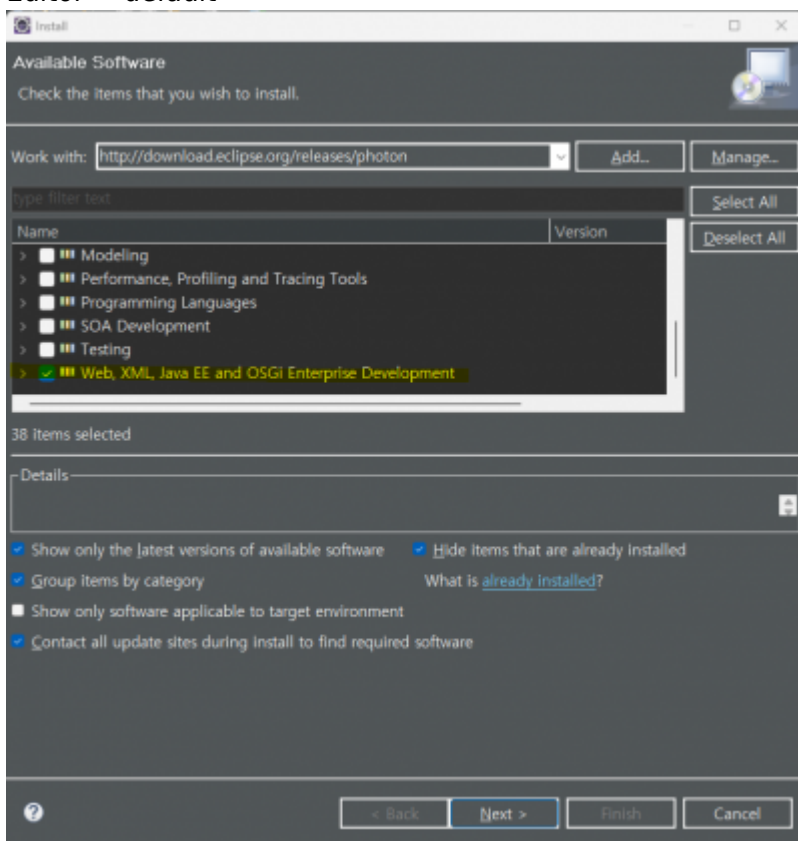 Install
Available Software
Check the items that you wish to install.
Work with: http://download.eclipse.org/releases/photon Add... Manage...
type filter text Select All
Name Version Deselect All
Modeling
Performance, Profiling and Tracing Tools
Programming Languages
SOA Development
Testing
Web, XML, Java EE and OSGi Enterprise Development
38 items selected
Details
Show only the latest versions of available software Hide items that are already installed
Group items by category What is already installed?
Show only software applicable to target environment
Contact all update sites during install to find required software
? < Back Next > Finish Cancel